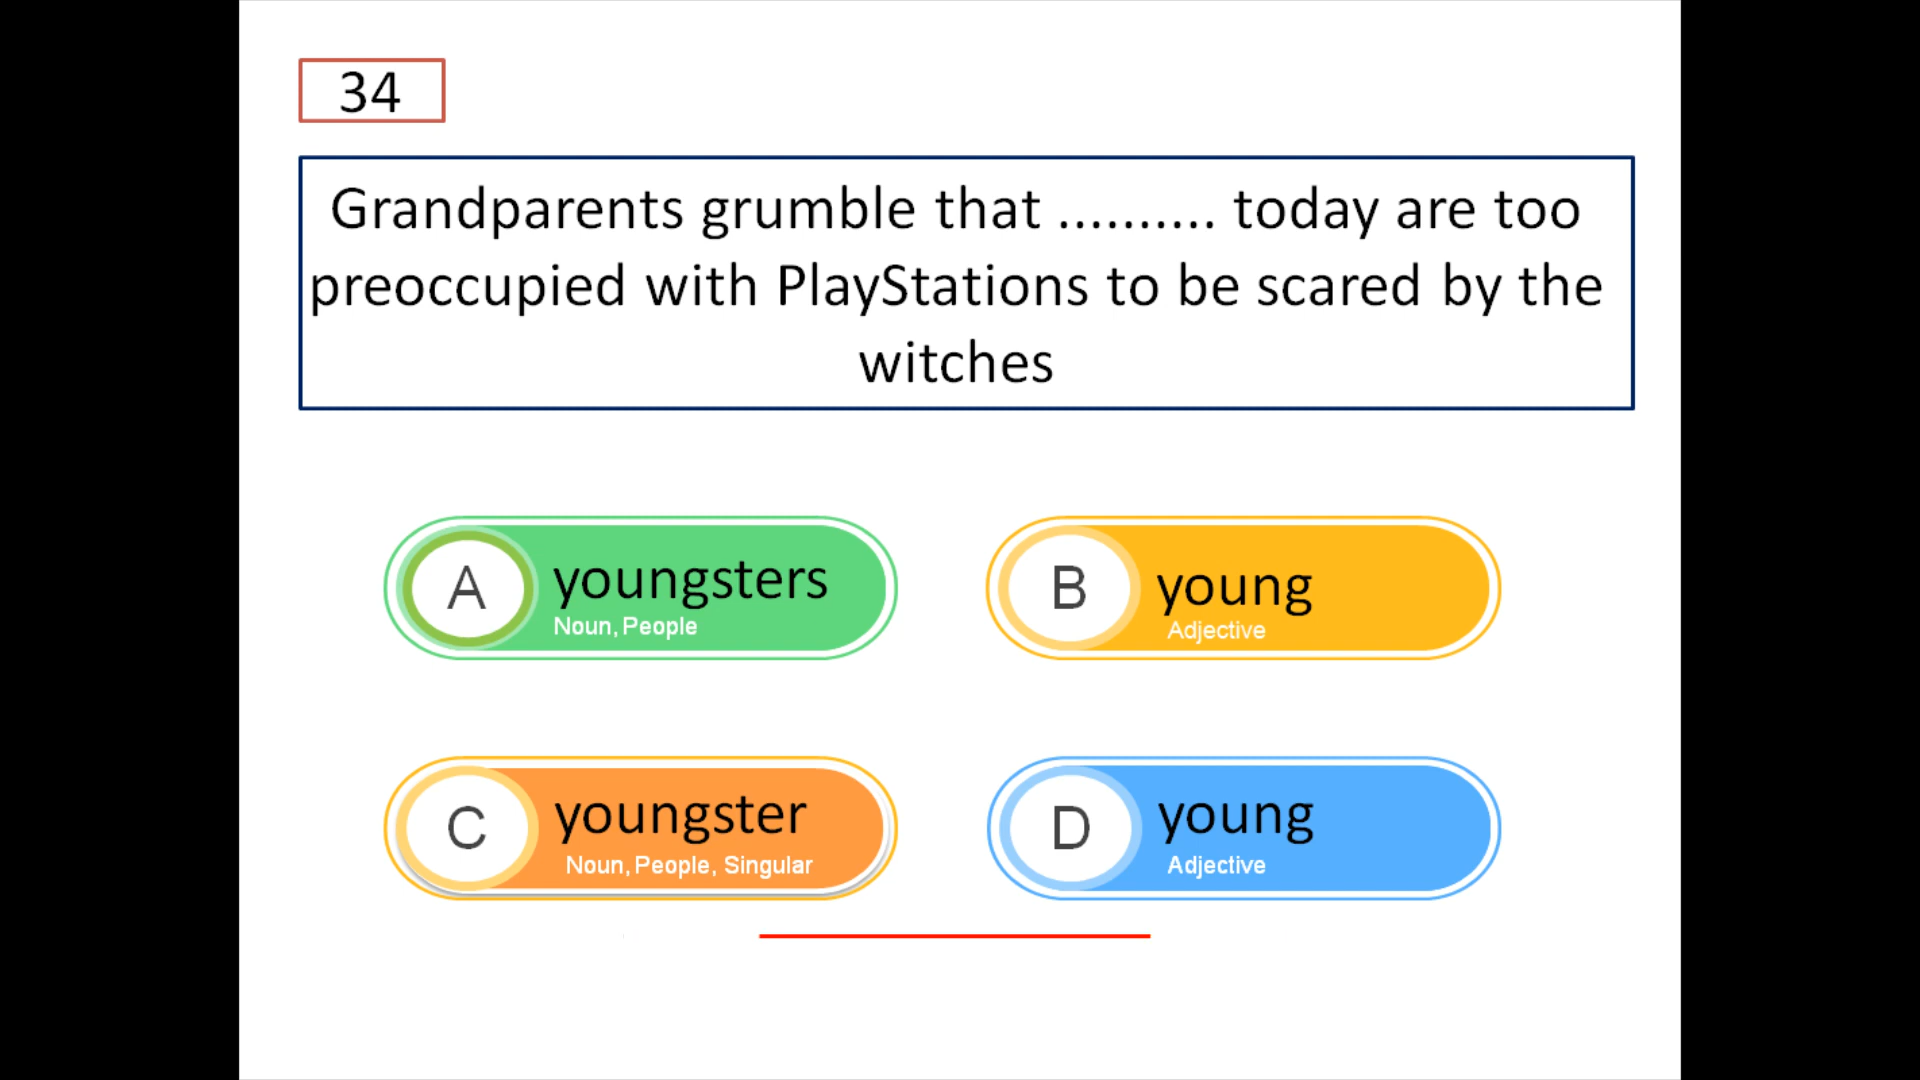 34
Grandparents grumble that .......... today are too
preoccupied with PlayStations to be scared by the
witches
A youngsters
Noun, People
B young
Adjective
C youngster
Noun, People, Singular
D young
Adjective